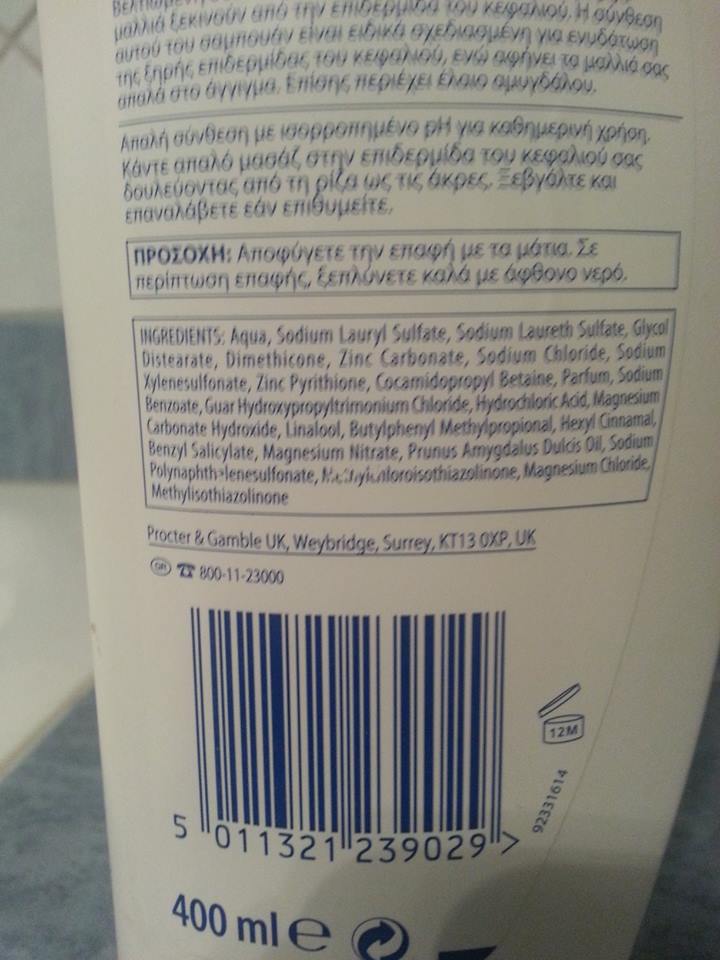 μαλλιά ξεκινούν από την επιδερμίδα του κεφαλιού. Η σύνθεση
αυτού του σαμπουάν είναι ειδικά σχεδιασμένη για ενυδάτωση
της ξηρής επιδερμίδας του κεφαλιού, ενώ αφήνει τα μαλλιά σας
απαλά στο άγγιγμα. Επίσης περιέχει έλαιο αμυγδάλου.
Απαλή σύνθεση με ισορροπημένο pH για καθημερινή χρήση.
Κάντε απαλό μασάζ στην επιδερμίδα του κεφαλιού σας
δουλεύοντας από τη ρίζα ως τις άκρες. Ξεβγάλτε και
επαναλάβετε εάν επιθυμείτε.
ΠΡΟΣΟΧΗ: Αποφύγετε την επαφή με τα μάτια. Σε
περίπτωση επαφής, ξεπλύνετε καλά με άφθονο νερό.
INGREDIENTS: Aqua, Sodium Lauryl Sulfate, Sodium Laureth Sulfate, Glycol
Distearate, Dimethicone, Zinc Carbonate, Sodium Chloride, Sodium
Xylenesulfonate, Zinc Pyrithione, Cocamidopropyl Betaine, Parfum, Sodium
Benzoate, Guar Hydroxypropyltrimonium Chloride, Hydrochloric Acid, Magnesium
Carbonate Hydroxide, Linalool, Butylphenyl Methylpropional, Hexyl Cinnamal,
Benzyl Salicylate, Magnesium Nitrate, Prunus Amygdalus Dulcis Oil, Sodium
Polynaphthalenesulfonate, Methylchloroisothiazolinone, Magnesium Chloride,
Methylisothiazolinone
Procter & Gamble UK, Weybridge, Surrey, KT13 0XP, UK
GR ☎ 800-11-23000
12M
92331614
5 011321 239029 >
400 ml e